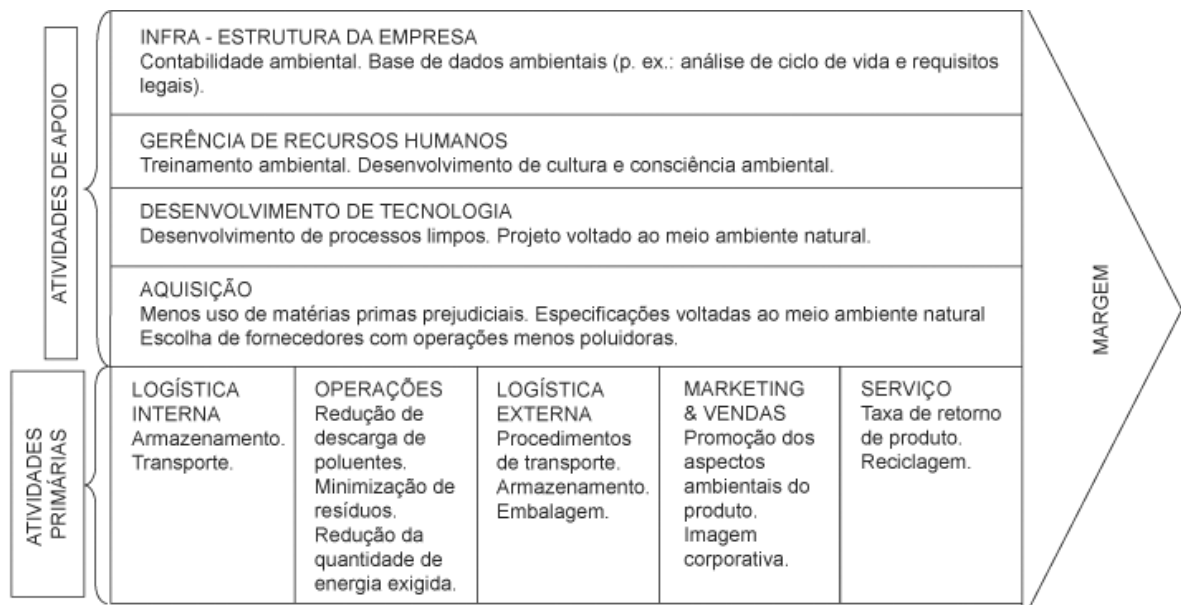 ATIVIDADES DE APOIO
INFRA - ESTRUTURA DA EMPRESA
Contabilidade ambiental. Base de dados ambientais (p. ex.: análise de ciclo de vida e requisitos
legais).
GERÊNCIA DE RECURSOS HUMANOS
Treinamento ambiental. Desenvolvimento de cultura e consciência ambiental.
DESENVOLVIMENTO DE TECNOLOGIA
Desenvolvimento de processos limpos. Projeto voltado ao meio ambiente natural.
AQUISIÇÃO
Menos uso de matérias primas prejudiciais. Especificações voltadas ao meio ambiente natural
Escolha de fornecedores com operações menos poluidoras.
ATIVIDADES
PRIMÁRIAS
LOGÍSTICA
INTERNA
Armazenamento.
Transporte.
OPERAÇÕES
Redução de
descarga de
poluentes.
Minimização de
resíduos.
Redução da
quantidade de
energia exigida.
LOGÍSTICA
EXTERNA
Procedimentos
de transporte.
Armazenamento.
Embalagem.
MARKETING
& VENDAS
Promoção dos
aspectos
ambientais do
produto.
Imagem
corporativa.
SERVIÇO
Taxa de retorno
de produto.
Reciclagem.
MARGEM